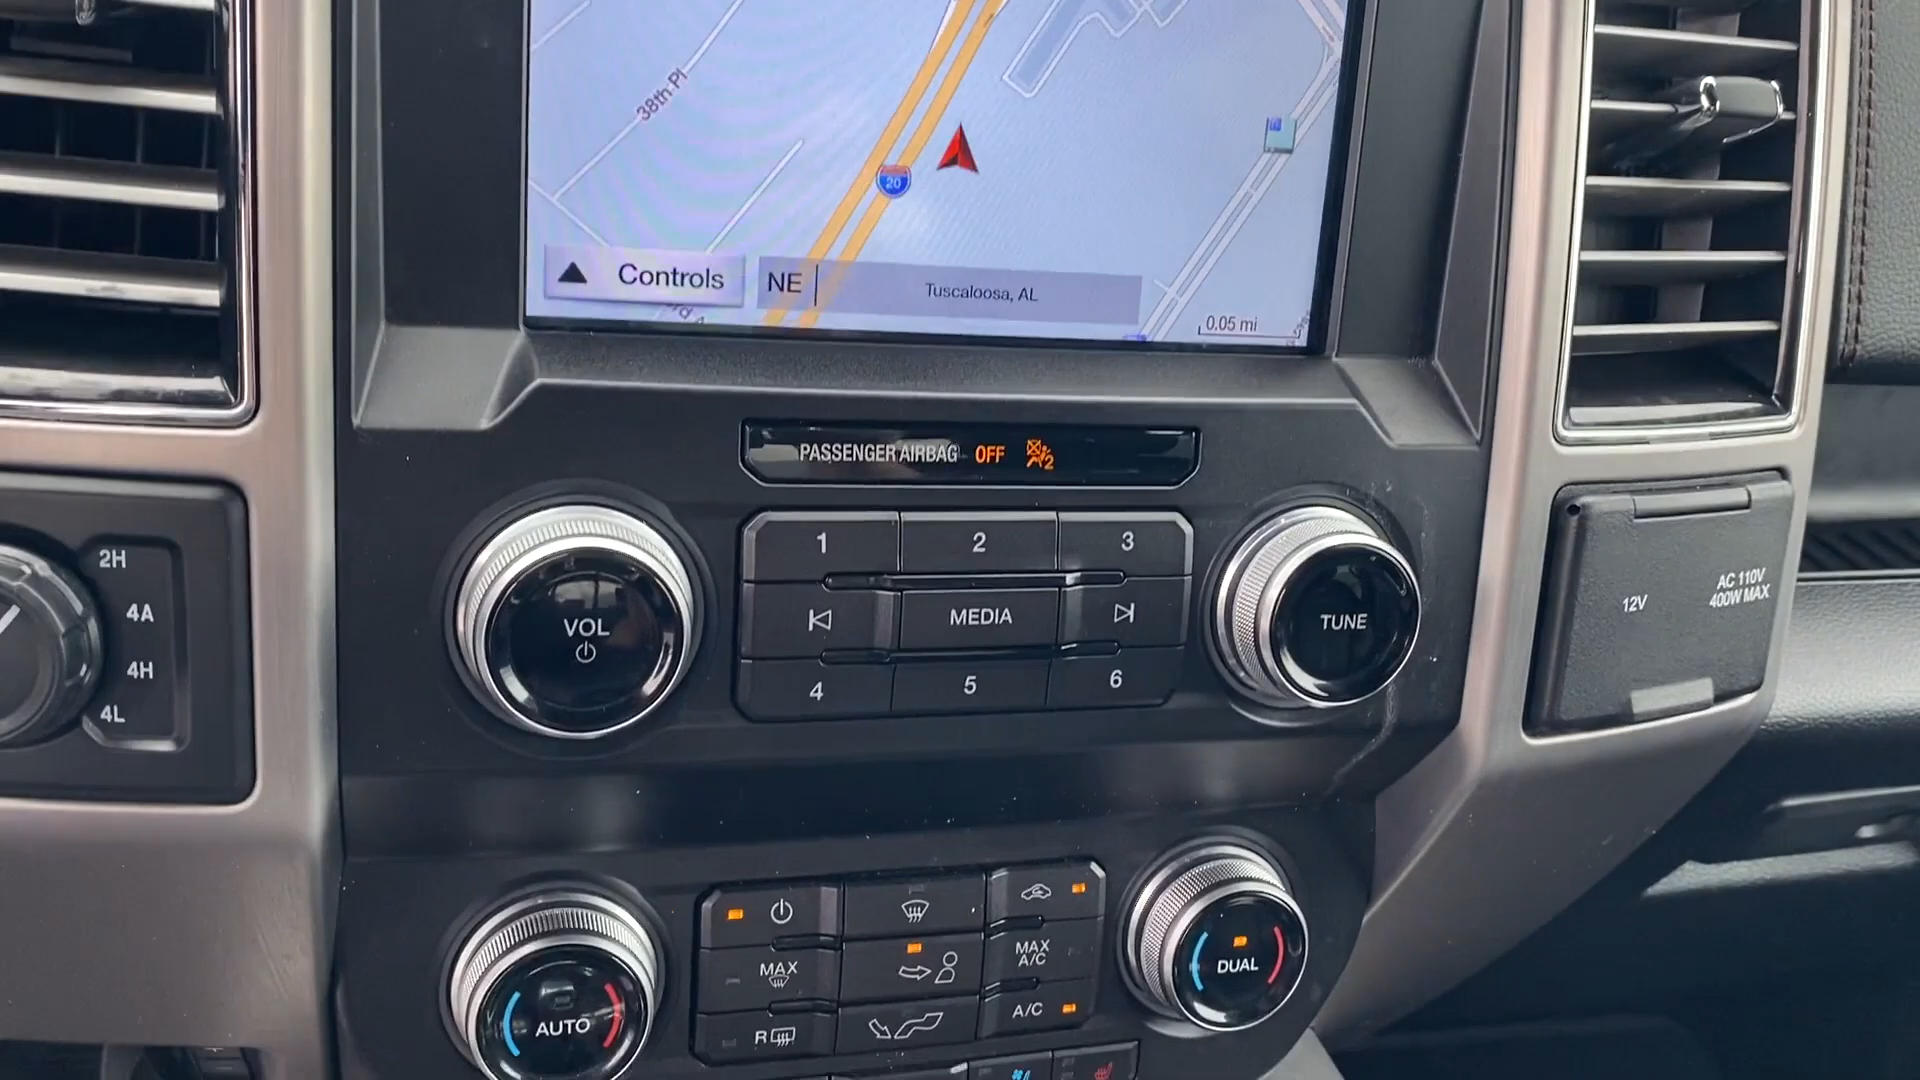 38th Pl
20
Controls
NE
Tuscaloosa, AL
0.05 mi
PASSENGER AIRBAG OFF
2
1
2
3
MEDIA
4
5
6
VOL
TUNE
2H
4A
4H
4L
12V
AC 110V
400W MAX
MAX
R
MAX
A/C
A/C
AUTO
DUAL